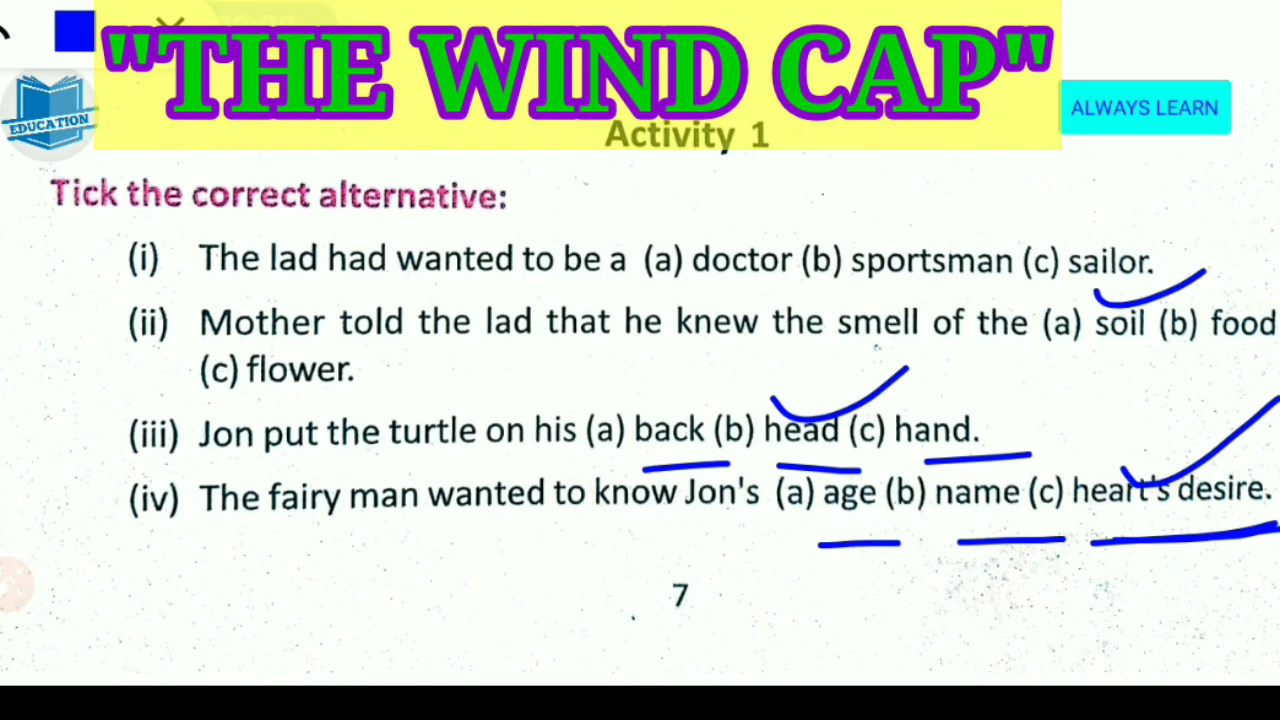 "THE WIND CAP"
EDUCATION
ALWAYS LEARN
Activity 1
Tick the correct alternative:
(i) The lad had wanted to be a (a) doctor (b) sportsman (c) sailor.
(ii) Mother told the lad that he knew the smell of the (a) soil (b) food
(c) flower.
(iii) Jon put the turtle on his (a) back (b) head (c) hand.
(iv) The fairy man wanted to know Jon's (a) age (b) name (c) heart's desire.
7